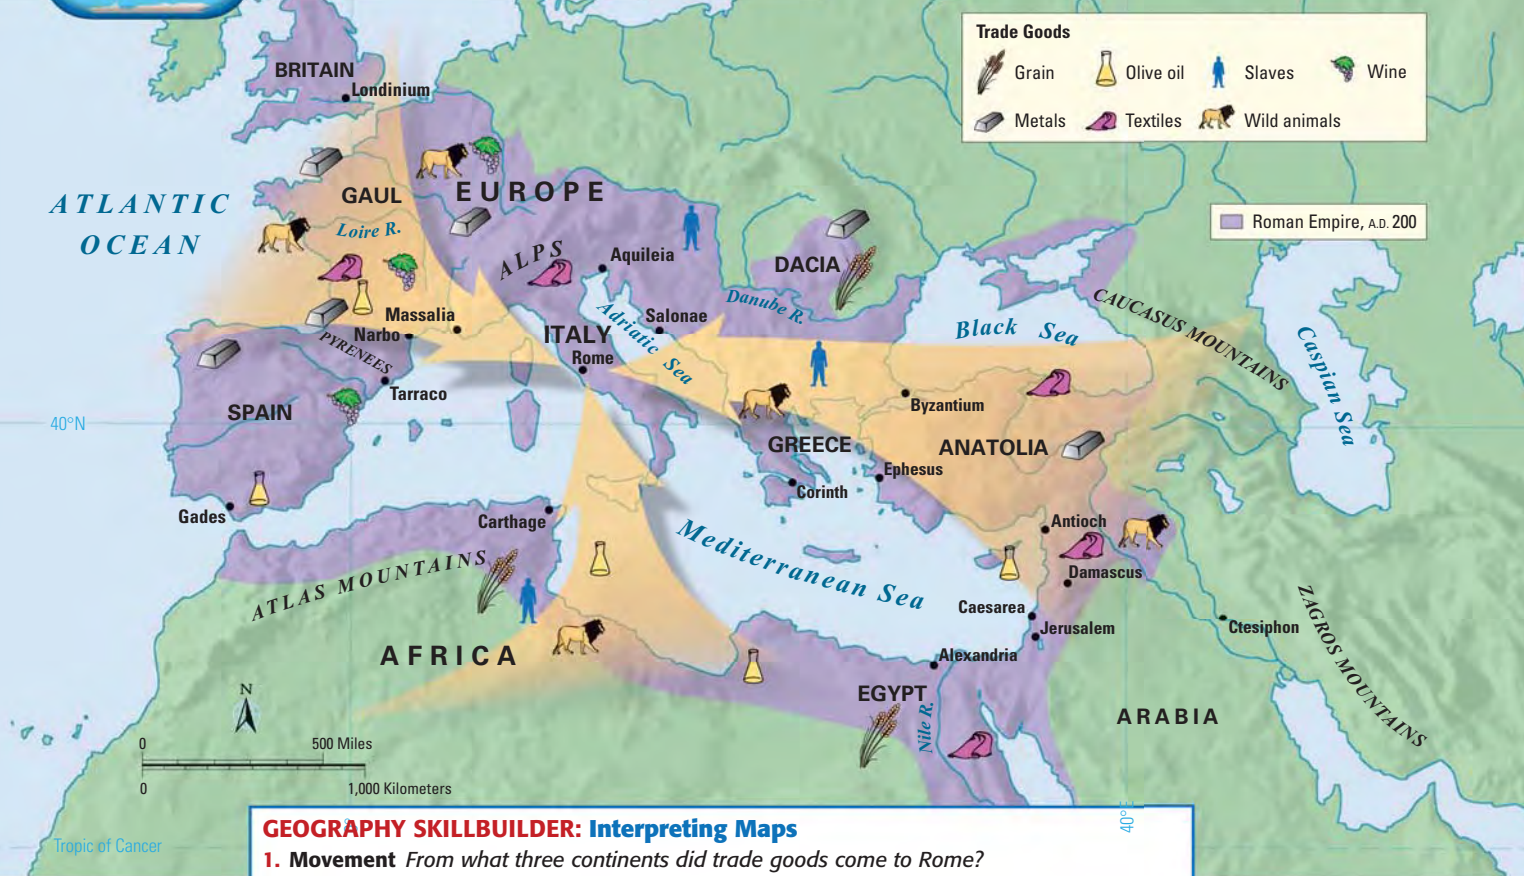 Trade Goods
Grain
Olive oil
Slaves
Wine
Metals
Textiles
Wild animals
Roman Empire, A.D. 200
BRITAIN
Londinium
ATLANTIC
OCEAN
GAUL
EUROPE
Loire R.
ALPS
Aquileia
DACIA
Danube R.
CAUCASUS MOUNTAINS
Caspian Sea
Black Sea
Massalia
Narbo
PYRENEES
ITALY
Adriatic Sea
Salonae
Rome
Tarraco
SPAIN
40°N
Byzantium
GREECE
ANATOLIA
Ephesus
Corinth
Gades
Carthage
Antioch
Mediterranean Sea
ATLAS MOUNTAINS
Damascus
Caesarea
Jerusalem
Ctesiphon
ZAGROS MOUNTAINS
AFRICA
Alexandria
EGYPT
Nile R.
ARABIA
N
0 500 Miles
0 1,000 Kilometers
40°E
Tropic of Cancer
GEOGRAPHY SKILLBUILDER: Interpreting Maps
1. Movement From what three continents did trade goods come to Rome?